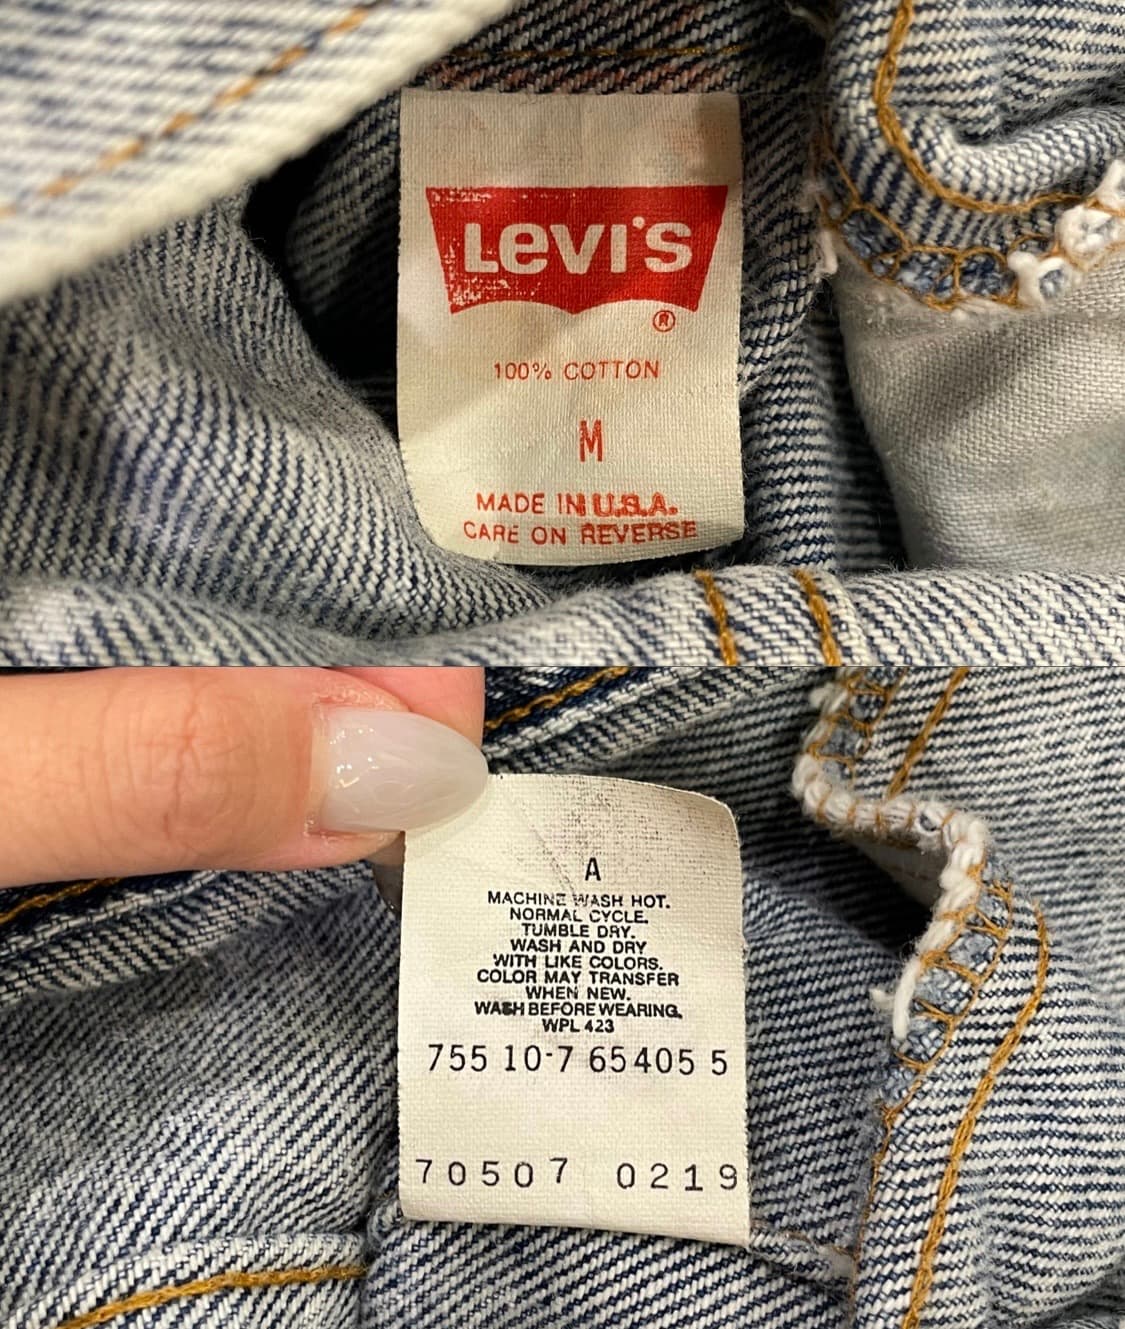 LEVI'S
®
100% COTTON
M
MADE IN U.S.A.
CARE ON REVERSE
A
MACHINE WASH HOT.
NORMAL CYCLE.
TUMBLE DRY.
WASH AND DRY
WITH LIKE COLORS.
COLOR MAY TRANSFER
WHEN NEW.
WASH BEFORE WEARING.
WPL 423
755 10-7 65405 5
70507 0219